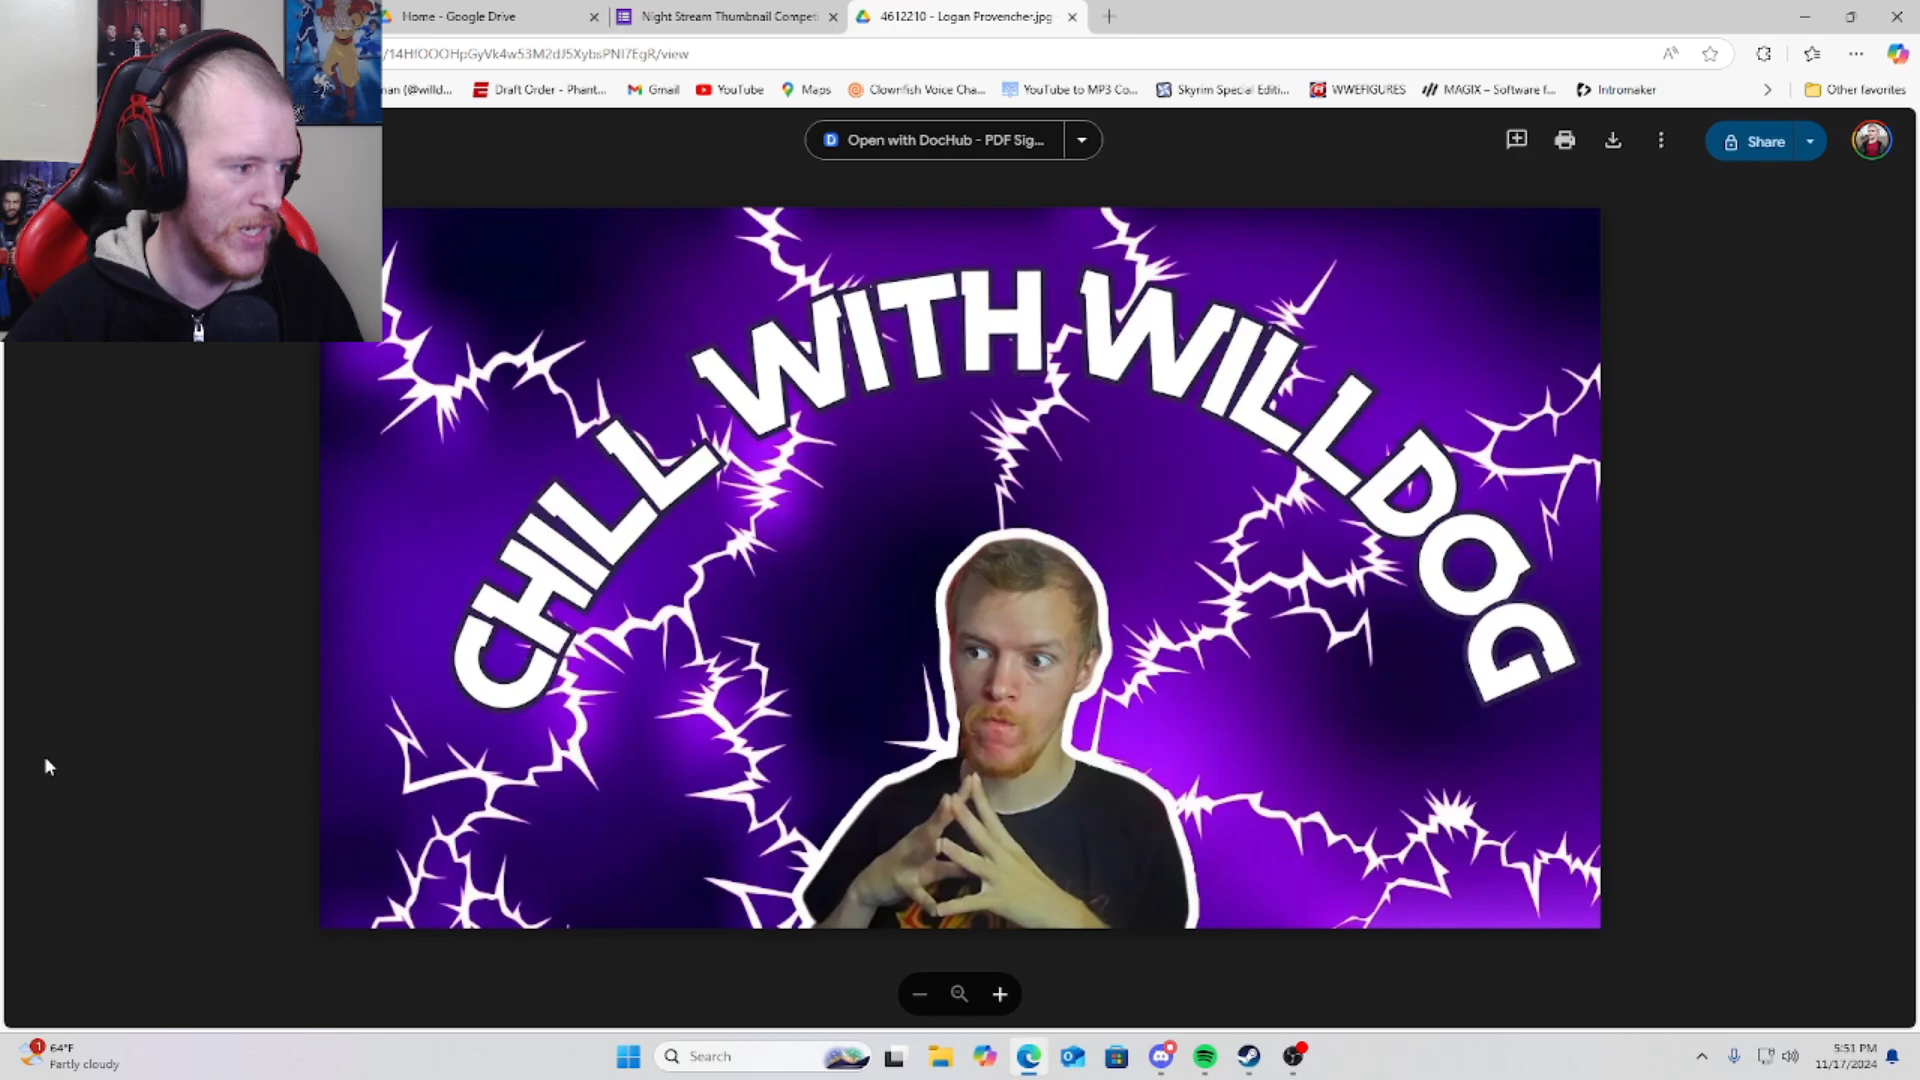 Home - Google Drive
Night Stream Thumbnail Compet
4612210 - Logan Provencher.jpg
man (@willd...
Draft Order - Phant...
Gmail
YouTube
Maps
Clownfish Voice Cha...
YouTube to MP3 Co...
Skyrim Special Editi...
WWEFIGURES
MAGIX – Software f...
Intromaker
Other favorites
Open with DocHub - PDF Sig...
Share
CHILL WITH WILLDOG
64°F
Partly cloudy
Search
5:51 PM
11/17/2024